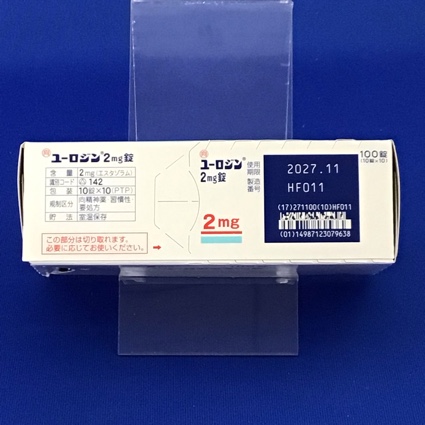 ユーロジン®2mg錠
含量 2mg(エスタゾラム)
識別コード 142
包装 10錠×10(PTP)
規制区分 向精神薬 習慣性
要処方
貯法 室温保存
この部分は切り取れます。
必要に応じてお使いください。→
ユーロジン®
2mg錠
2mg
使用
期限
製造
番号
2027.11
HF011
(17)271100(10)HF011
(01)14987123079638
100錠
(10錠×10)